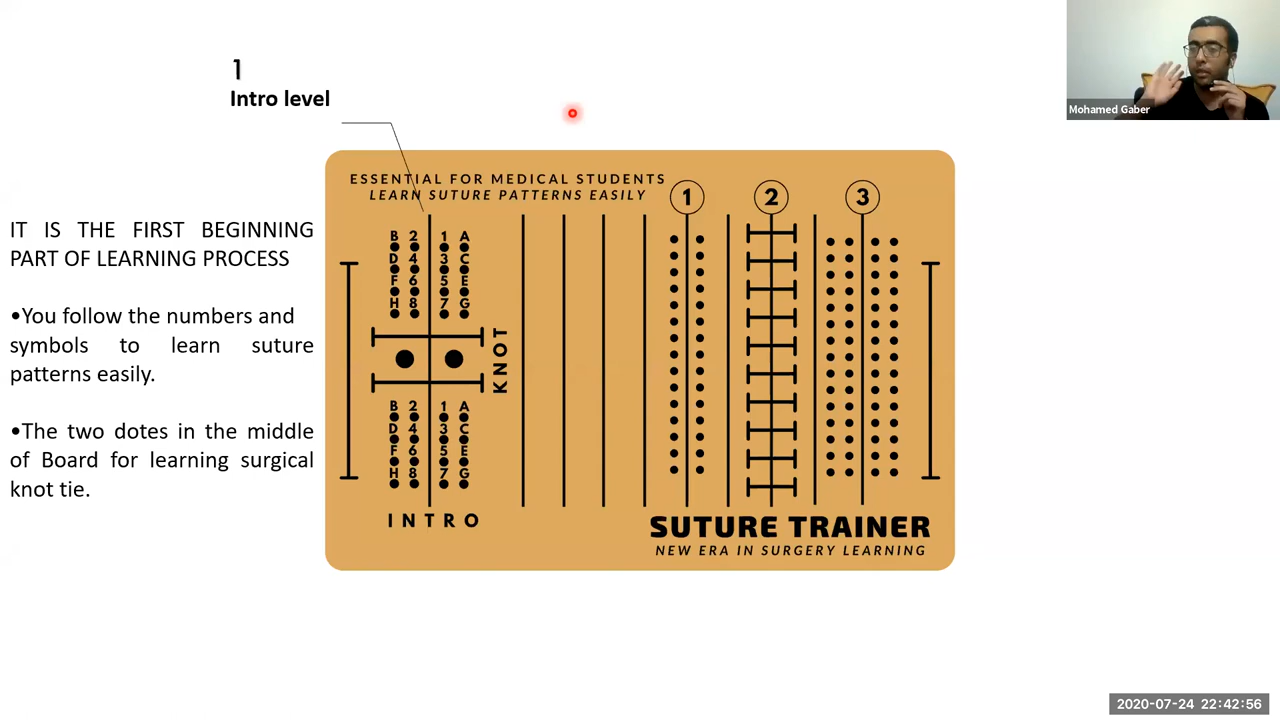 1
Intro level
Mohamed Gaber
IT IS THE FIRST BEGINNING
PART OF LEARNING PROCESS
•You follow the numbers and
symbols to learn suture
patterns easily.
•The two dotes in the middle
of Board for learning surgical
knot tie.
ESSENTIAL FOR MEDICAL STUDENTS
LEARN SUTURE PATTERNS EASILY
1 2 3
B 2 1 A
D 4 3 C
F 6 5 E
H 8 7 G
KNOT
B 2 1 A
D 4 3 C
F 6 5 E
H 8 7 G
INTRO
SUTURE TRAINER
NEW ERA IN SURGERY LEARNING
2020-07-24 22:42:56